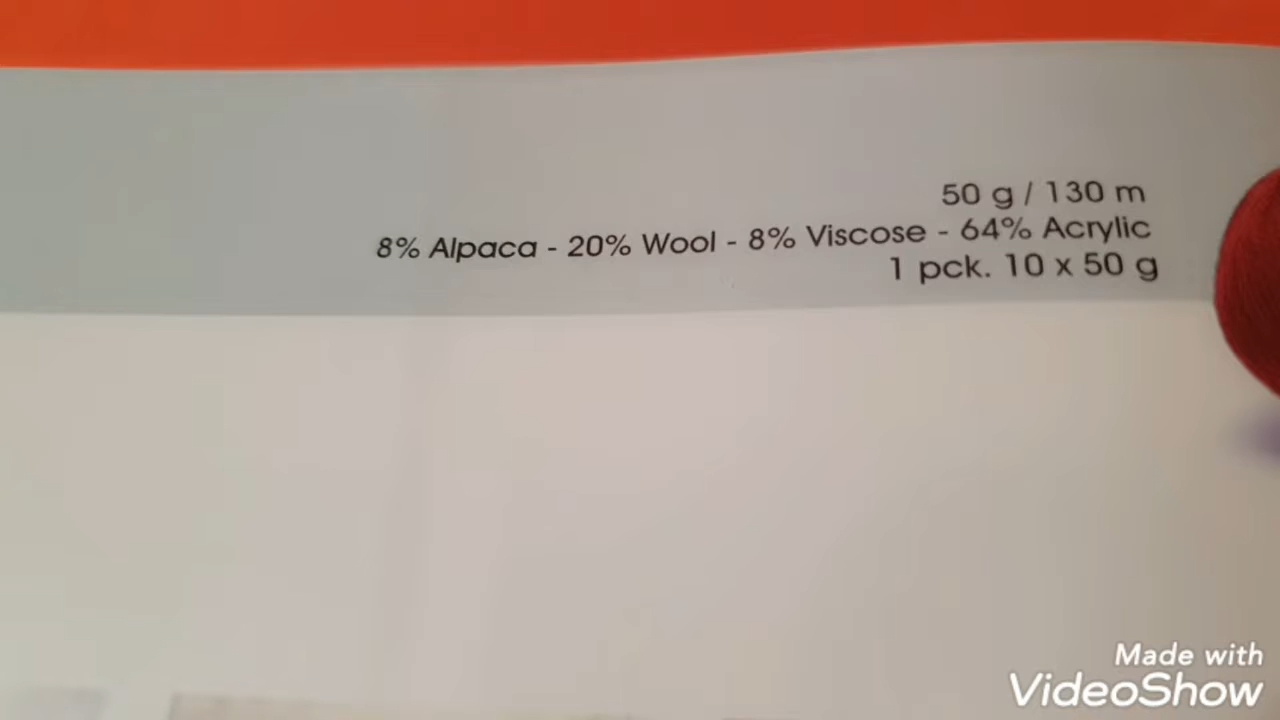 50 g / 130 m
8% Alpaca - 20% Wool - 8% Viscose - 64% Acrylic
1 pck. 10 x 50 g
Made with
VideoShow